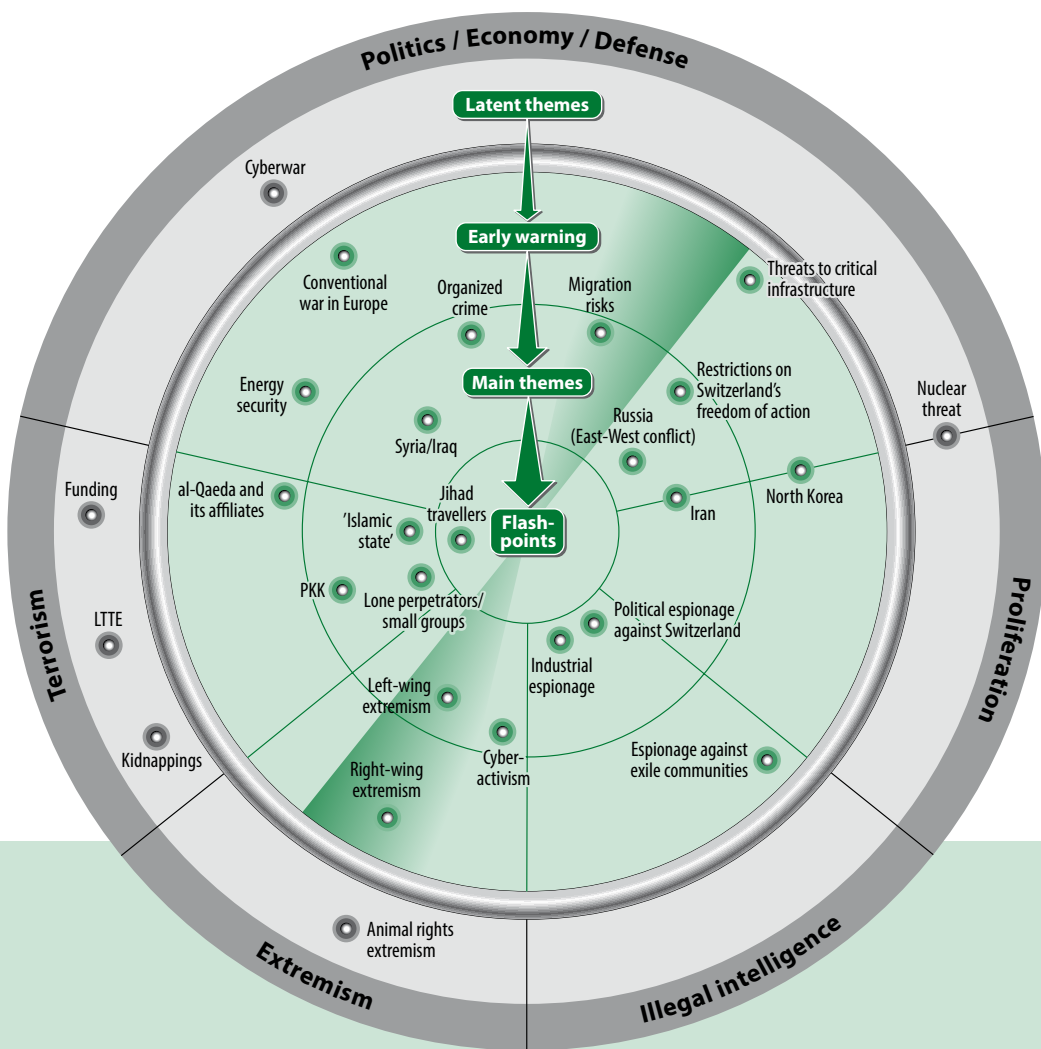 Politics / Economy / Defense
Latent themes
Cyberwar
Early warning
Conventional
war in Europe
Organized
crime
Migration
risks
Threats to critical
infrastructure
Main themes
Energy
security
Syria/Iraq
Russia
(East-West conflict)
Restrictions on
Switzerland's
freedom of action
Nuclear
threat
Funding
al-Qaeda and
its affiliates
'Islamic
state'
Jihad
travellers
Flash-
points
Iran
North Korea
PKK
Lone perpetrators/
small groups
Political espionage
against Switzerland
Industrial
espionage
LTTE
Terrorism
Proliferation
Left-wing
extremism
Kidnappings
Cyber-
activism
Espionage against
exile communities
Right-wing
extremism
Animal rights
extremism
Extremism
Illegal intelligence